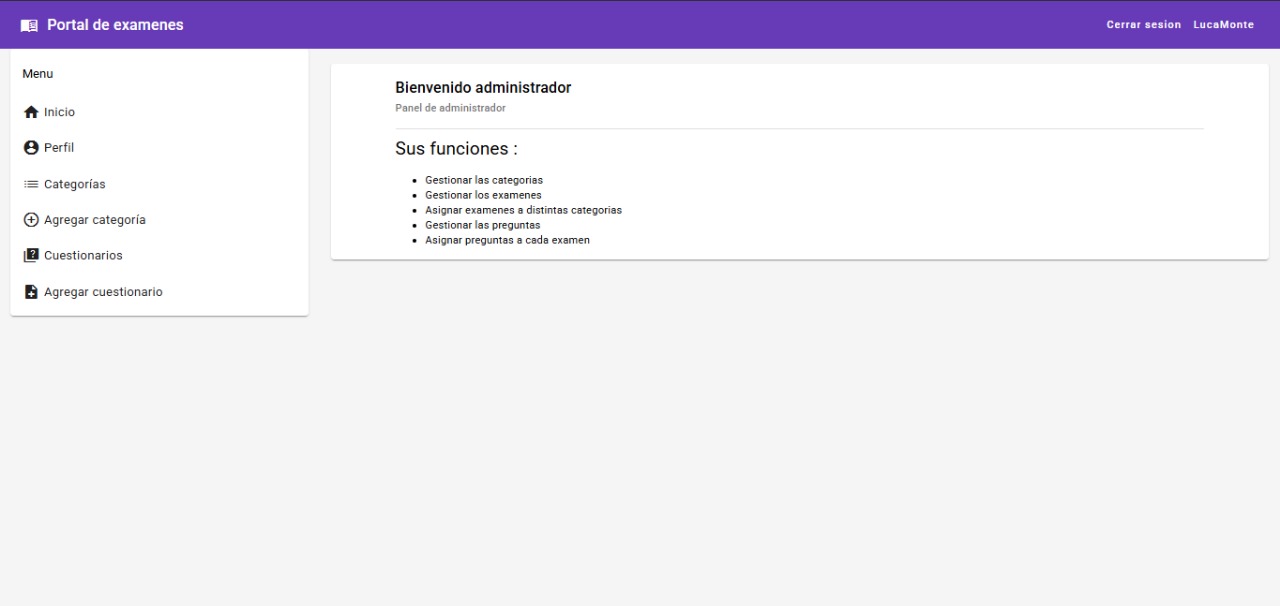 Portal de examenes
Cerrar sesion LucaMonte
Menu
Inicio
Perfil
Categorías
Agregar categoría
Cuestionarios
Agregar cuestionario
Bienvenido administrador
Panel de administrador
Sus funciones :
Gestionar las categorias
Gestionar los examenes
Asignar examenes a distintas categorias
Gestionar las preguntas
Asignar preguntas a cada examen